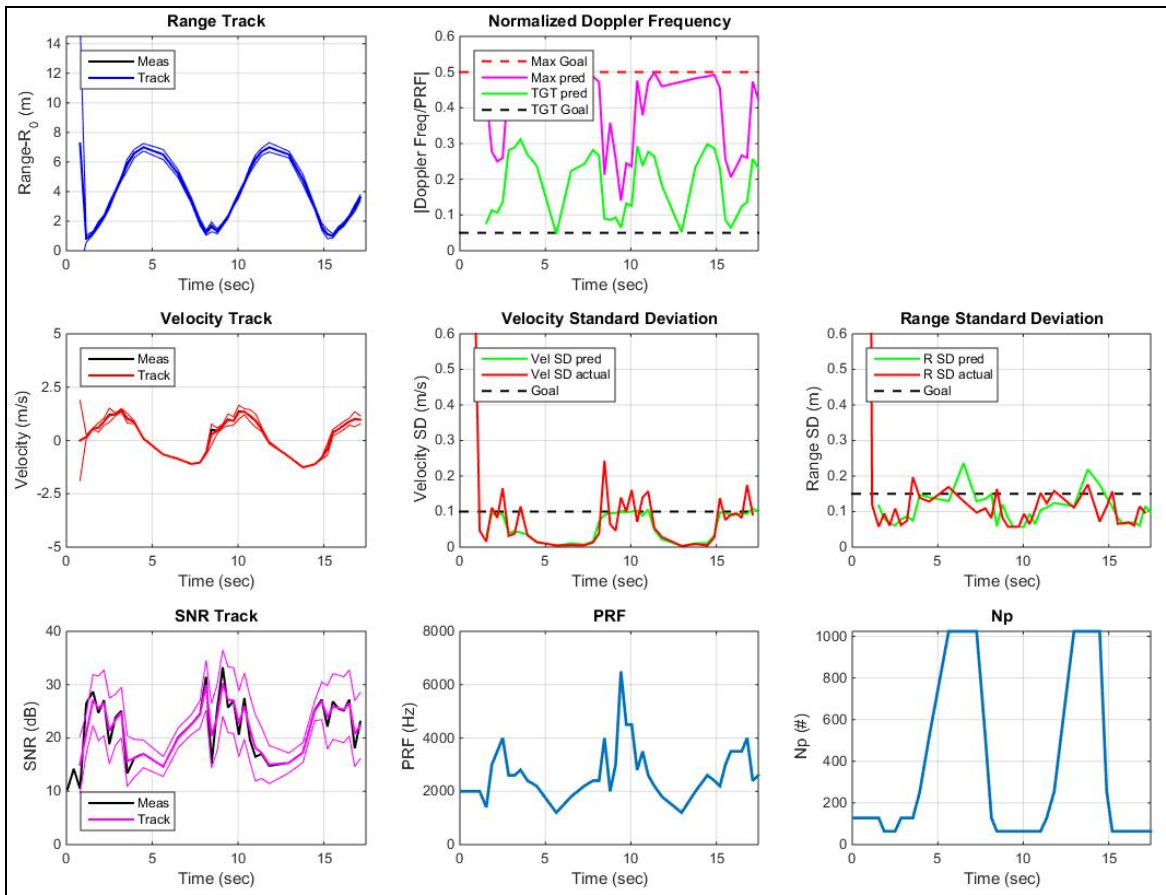 Range Track
Range-R0 (m)
14
12
10
8
6
4
2
0
Meas
Track
0 5 10 15
Time (sec)
Normalized Doppler Frequency
|Doppler Freq/PRF|
0.6
0.5
0.4
0.3
0.2
0.1
0
Max Goal
Max pred
TGT pred
TGT Goal
0 5 10 15
Time (sec)
Velocity Track
Velocity (m/s)
5
2.5
0
-2.5
-5
Meas
Track
0 5 10 15
Time (sec)
Velocity Standard Deviation
Velocity SD (m/s)
0.6
0.5
0.4
0.3
0.2
0.1
0
Vel SD pred
Vel SD actual
Goal
0 5 10 15
Time (sec)
Range Standard Deviation
Range SD (m)
0.6
0.5
0.4
0.3
0.2
0.1
0
R SD pred
R SD actual
Goal
0 5 10 15
Time (sec)
SNR Track
SNR (dB)
40
30
20
10
0
Meas
Track
0 5 10 15
Time (sec)
PRF
PRF (Hz)
8000
6000
4000
2000
0
0 5 10 15
Time (sec)
Np
Np (#)
1000
800
600
400
200
0
0 5 10 15
Time (sec)